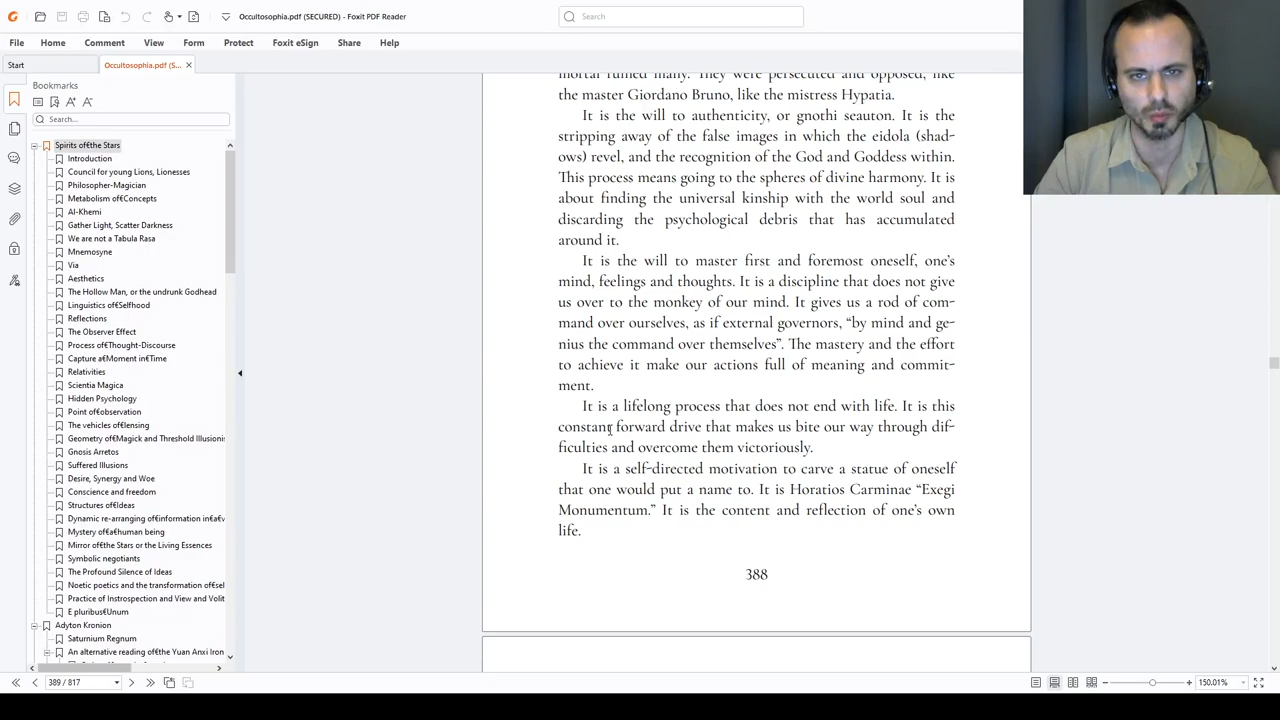 Occultosophia.pdf (SECURED) - Foxit PDF Reader
Search
File Home Comment View Form Protect Foxit eSign Share Help
Start Occultosophia.pdf (S... ×
Bookmarks
Search...
Spirits of€the Stars
Introduction
Council for young Lions, Lionesses
Philosopher-Magician
Metabolism of€Concepts
Al-Khemi
Gather Light, Scatter Darkness
We are not a Tabula Rasa
Mnemosyne
Via
Aesthetics
The Hollow Man, or the undrunk Godhead
Linguistics of€Selfhood
Reflections
The Observer Effect
Process of€Thought-Discourse
Capture a€Moment in€Time
Relativities
Scientia Magica
Hidden Psychology
Point of€observation
The vehicles of€lensing
Geometry of€Magick and Threshold Illusionis
Gnosis Arretos
Suffered Illusions
Desire, Synergy and Woe
Conscience and freedom
Structures of€Ideas
Dynamic re-arranging of€information in€a€v
Mystery of€a€human being
Mirror of€the Stars or the Living Essences
Symbolic negotiants
The Profound Silence of Ideas
Noetic poetics and the transformation of€sel
Practice of Instrospection and View and Volit
E pluribus€Unum
Adyton Kronion
Saturnium Regnum
An alternative reading of€the Yuan Anxi Iron
mortal ruined many. They were persecuted and opposed, like
the master Giordano Bruno, like the mistress Hypatia.
It is the will to authenticity, or gnothi seauton. It is the
stripping away of the false images in which the eidola (shad-
ows) revel, and the recognition of the God and Goddess within.
This process means going to the spheres of divine harmony. It is
about finding the universal kinship with the world soul and
discarding the psychological debris that has accumulated
around it.
It is the will to master first and foremost oneself, one's
mind, feelings and thoughts. It is a discipline that does not give
us over to the monkey of our mind. It gives us a rod of com-
mand over ourselves, as if external governors, “by mind and ge-
nius the command over themselves”. The mastery and the effort
to achieve it make our actions full of meaning and commit-
ment.
It is a lifelong process that does not end with life. It is this
constant forward drive that makes us bite our way through dif-
ficulties and overcome them victoriously.
It is a self-directed motivation to carve a statue of oneself
that one would put a name to. It is Horatios Carminae “Exegi
Monumentum.” It is the content and reflection of one's own
life.
388
389 / 817
150.01%